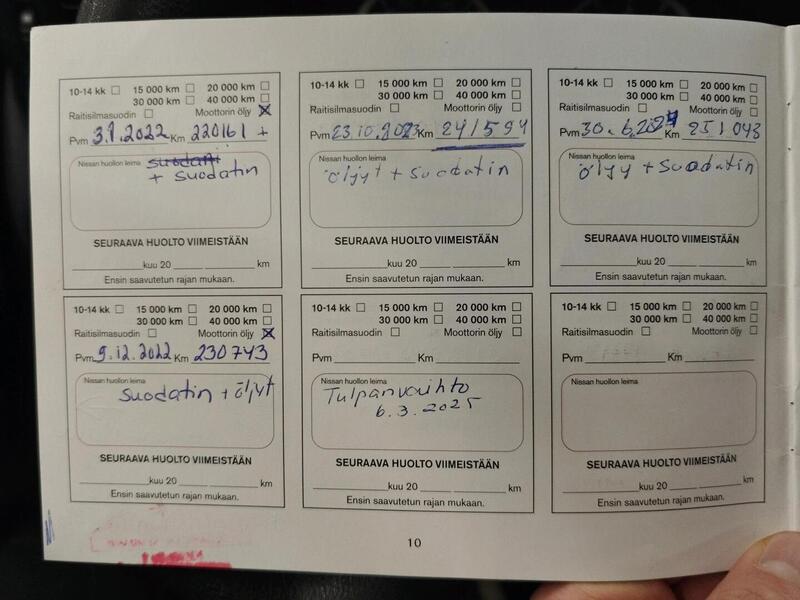 10-14 kk 15 000 km 20 000 km
30 000 km 40 000 km
Raitisilmasuodin Moottorin öljy
Pvm 3.1.2022 Km 220161 +
Nissan huollon leima suodatin
+ suodatin
SEURAAVA HUOLTO VIIMEISTÄÄN
kuu 20 km
Ensin saavutetun rajan mukaan.
10-14 kk 15 000 km 20 000 km
30 000 km 40 000 km
Raitisilmasuodin Moottorin öljy
Pvm 23.10.2023 Km 241594
Nissan huollon leima
öljyt + suodatin
SEURAAVA HUOLTO VIIMEISTÄÄN
kuu 20 km
Ensin saavutetun rajan mukaan.
10-14 kk 15 000 km 20 000 km
30 000 km 40 000 km
Raitisilmasuodin Moottorin öljy
Pvm 30.6.2024 Km 251043
Nissan huollon leima
öljy + suodatin
SEURAAVA HUOLTO VIIMEISTÄÄN
kuu 20 km
Ensin saavutetun rajan mukaan.
10-14 kk 15 000 km 20 000 km
30 000 km 40 000 km
Raitisilmasuodin Moottorin öljy
Pvm 9.12.2022 Km 230743
Nissan huollon leima
suodatin + öljyt
SEURAAVA HUOLTO VIIMEISTÄÄN
kuu 20 km
Ensin saavutetun rajan mukaan.
10-14 kk 15 000 km 20 000 km
30 000 km 40 000 km
Raitisilmasuodin Moottorin öljy
Pvm Km
Nissan huollon leima
Tulpanvaihto
6.3.2025
SEURAAVA HUOLTO VIIMEISTÄÄN
kuu 20 km
Ensin saavutetun rajan mukaan.
10-14 kk 15 000 km 20 000 km
30 000 km 40 000 km
Raitisilmasuodin Moottorin öljy
Pvm Km
Nissan huollon leima
SEURAAVA HUOLTO VIIMEISTÄÄN
kuu 20 km
Ensin saavutetun rajan mukaan.
10